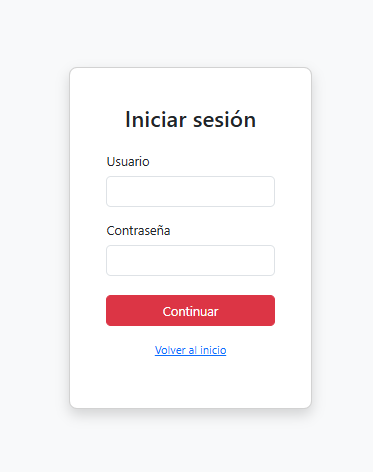 Iniciar sesión
Usuario
Contraseña
Continuar
Volver al inicio